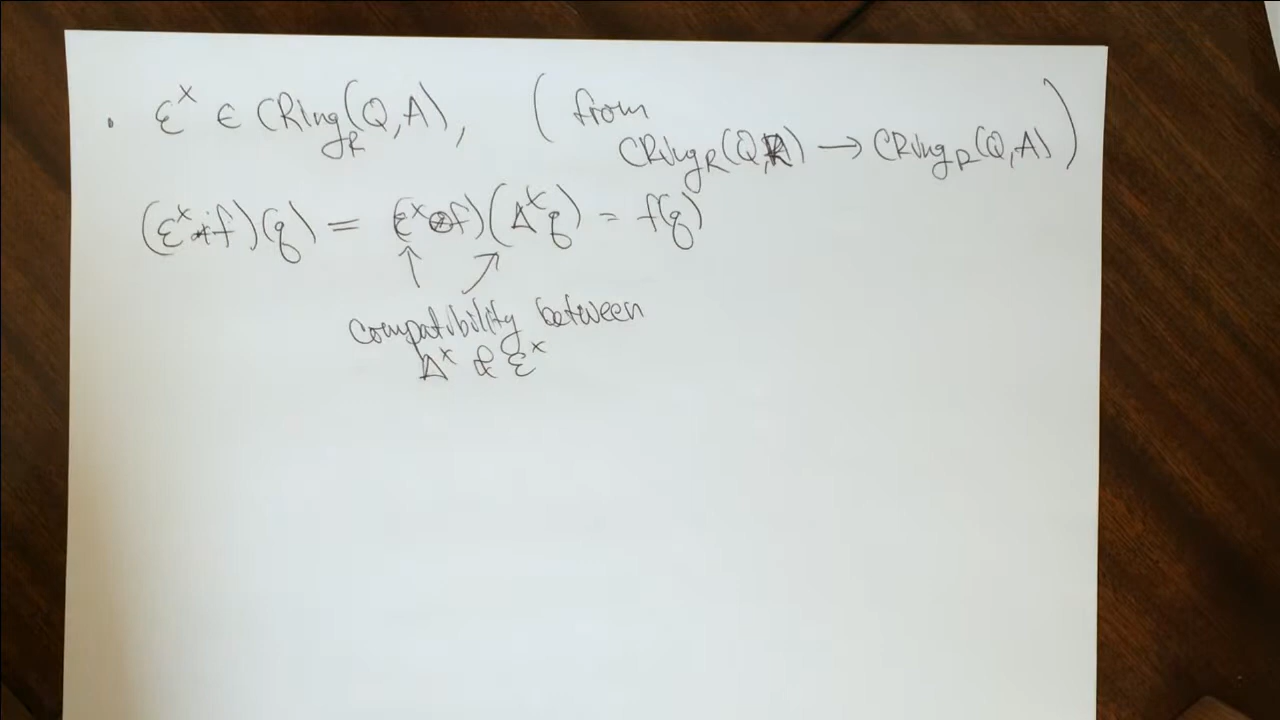 · ε^x ∈ CRing_R(Q,A), ( from
CRing_R(Q,R) → CRing_R(Q,A) )
(ε^x * f)(q) = (ε^x ⊗ f)(Δ^x q) = f(q)
↑ ↗
compatibility between
Δ^x & ε^x